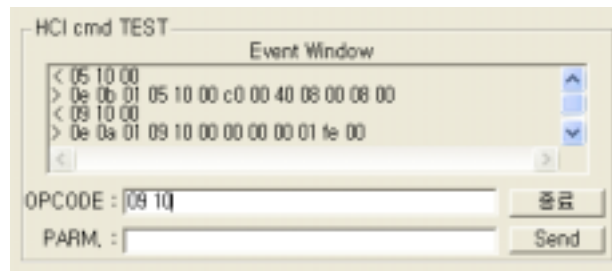 HCI cmd TEST
Event Window
< 05 10 00
> 0e 0b 01 05 10 00 c0 00 40 08 00 08 00
< 09 10 00
> 0e 0a 01 09 10 00 00 00 00 01 fe 00
OPCODE : 09 10 종료
PARM, : Send